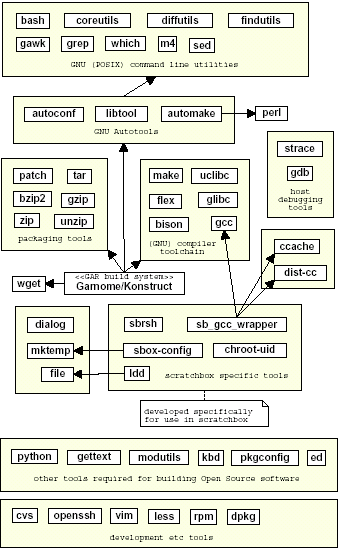 bash coreutils diffutils findutils
gawk grep which m4 sed
GNU (POSIX) command line utilities
autoconf libtool automake perl
GNU Autotools
strace
gdb
host
debugging
tools
patch tar
bzip2 gzip
zip unzip
packaging tools
make uclibc
flex glibc
bison gcc
(GNU) compiler
toolchain
ccache
dist-cc
<<GAR build system>>
Garnome/Konstruct
wget
dialog
mktemp
file
sbrsh sb_gcc_wrapper
sbox-config chroot-uid
ldd scratchbox specific tools
developed specifically
for use in scratchbox
python gettext modutils kbd pkgconfig ed
other tools required for building Open Source software
cvs openssh vim less rpm dpkg
development etc tools